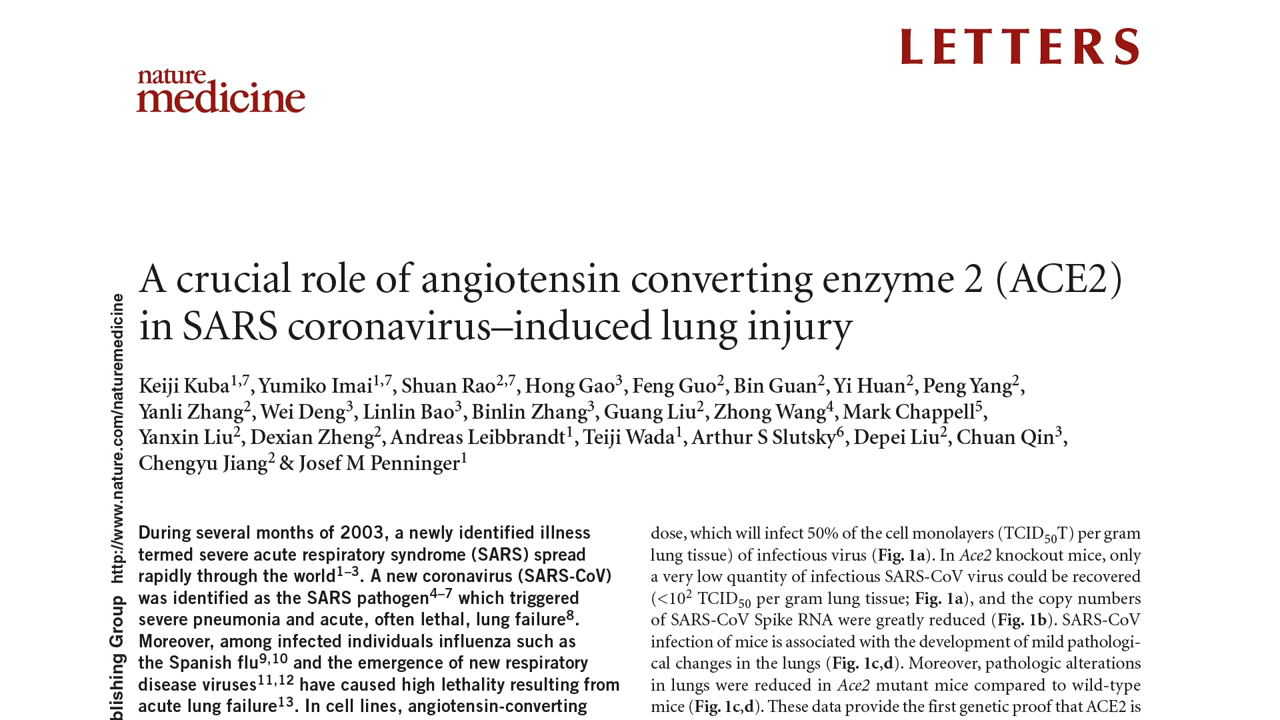 LETTERS
nature
medicine
A crucial role of angiotensin converting enzyme 2 (ACE2)
in SARS coronavirus–induced lung injury
Keiji Kuba1,7, Yumiko Imai1,7, Shuan Rao2,7, Hong Gao3, Feng Guo2, Bin Guan2, Yi Huan2, Peng Yang2,
Yanli Zhang2, Wei Deng3, Linlin Bao3, Binlin Zhang3, Guang Liu2, Zhong Wang4, Mark Chappell5,
Yanxin Liu2, Dexian Zheng2, Andreas Leibbrandt1, Teiji Wada1, Arthur S Slutsky6, Depei Liu2, Chuan Qin3,
Chengyu Jiang2 & Josef M Penninger1
During several months of 2003, a newly identified illness
termed severe acute respiratory syndrome (SARS) spread
rapidly through the world1–3. A new coronavirus (SARS-CoV)
was identified as the SARS pathogen4–7 which triggered
severe pneumonia and acute, often lethal, lung failure8.
Moreover, among infected individuals influenza such as
the Spanish flu9,10 and the emergence of new respiratory
disease viruses11,12 have caused high lethality resulting from
acute lung failure13. In cell lines, angiotensin-converting
dose, which will infect 50% of the cell monolayers (TCID50T) per gram
lung tissue) of infectious virus (Fig. 1a). In Ace2 knockout mice, only
a very low quantity of infectious SARS-CoV virus could be recovered
(<102 TCID50 per gram lung tissue; Fig. 1a), and the copy numbers
of SARS-CoV Spike RNA were greatly reduced (Fig. 1b). SARS-CoV
infection of mice is associated with the development of mild pathologi-
cal changes in the lungs (Fig. 1c,d). Moreover, pathologic alterations
in lungs were reduced in Ace2 mutant mice compared to wild-type
mice (Fig. 1c,d). These data provide the first genetic proof that ACE2 is
blishing Group http://www.nature.com/naturemedicine